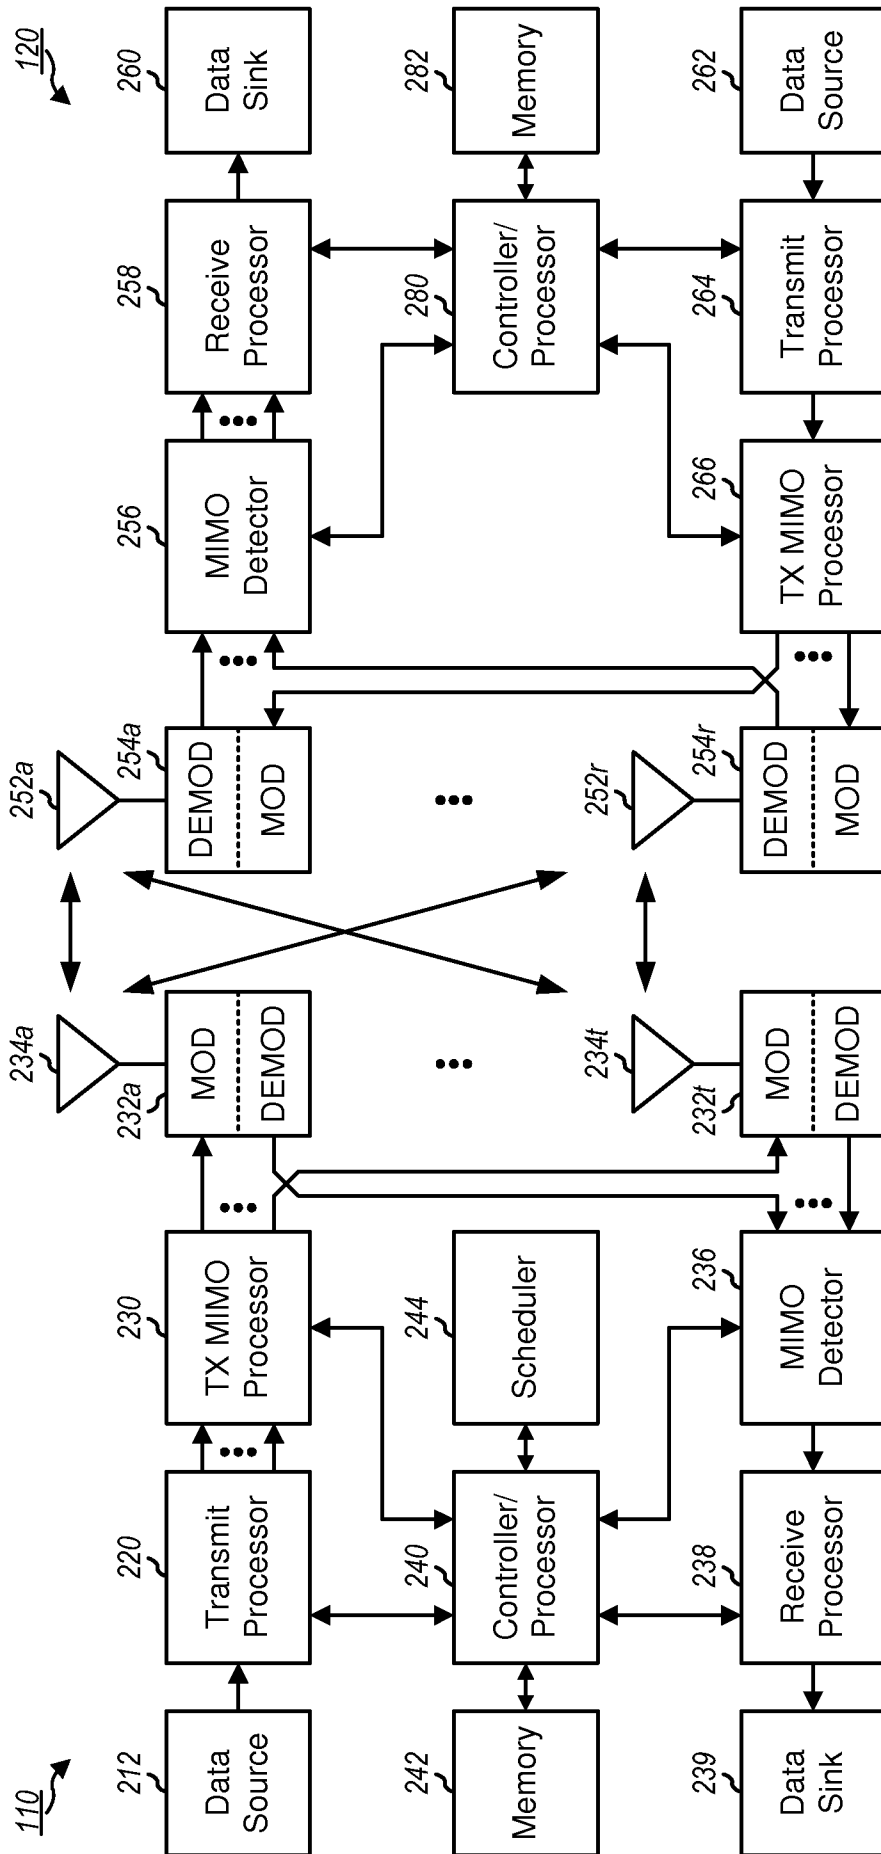 110
120
212
Data
Source
220
Transmit
Processor
230
TX MIMO
Processor
232a
MOD
DEMOD
234a
252a
254a
DEMOD
MOD
256
MIMO
Detector
258
Receive
Processor
260
Data
Sink
242
Memory
240
Controller/
Processor
244
Scheduler
280
Controller/
Processor
282
Memory
239
Data
Sink
238
Receive
Processor
236
MIMO
Detector
232t
MOD
DEMOD
234t
252r
254r
DEMOD
MOD
266
TX MIMO
Processor
264
Transmit
Processor
262
Data
Source